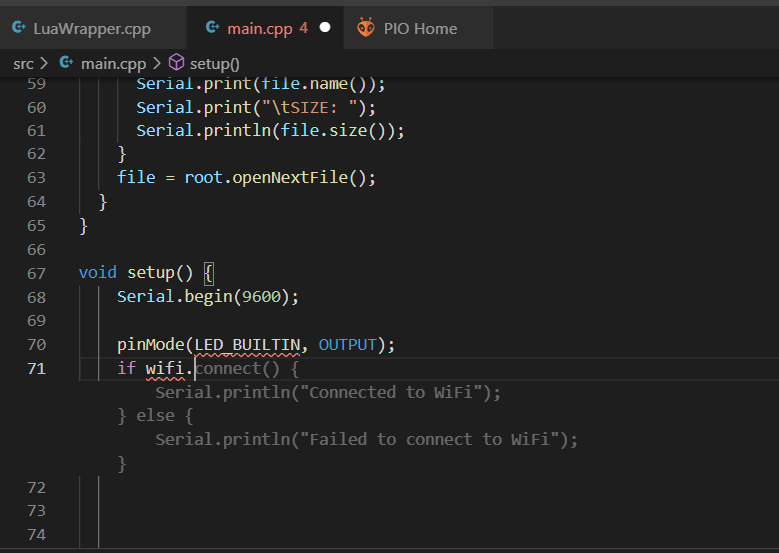 LuaWrapper.cpp main.cpp 4 PIO Home
src > main.cpp > setup()
59 Serial.print(file.name());
60 Serial.print("\tSIZE: ");
61 Serial.println(file.size());
62 }
63 file = root.openNextFile();
64 }
65 }
66
67 void setup() {
68 Serial.begin(9600);
69
70 pinMode(LED_BUILTIN, OUTPUT);
71 if wifi.connect() {
Serial.println("Connected to WiFi");
} else {
Serial.println("Failed to connect to WiFi");
}
72
73
74